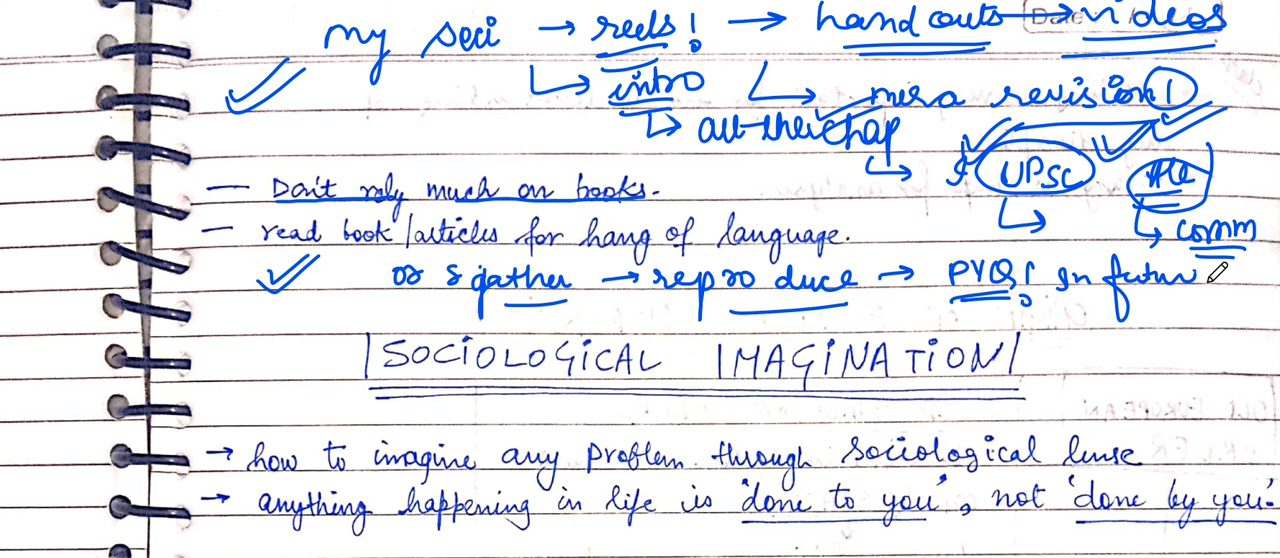 my soci → reels! → handouts → videos
↳ intro ↳ mera revision!
↳ all their chap
↳ UPSC
↳ comm
— Don't rely much on books.
— read book/articles for hang of language.
or s gather → reproduce → PYQs! In future
SOCIOLOGICAL IMAGINATION
→ how to imagine any problem through sociological lense
→ anything happening in life is 'done to you', not 'done by you'.